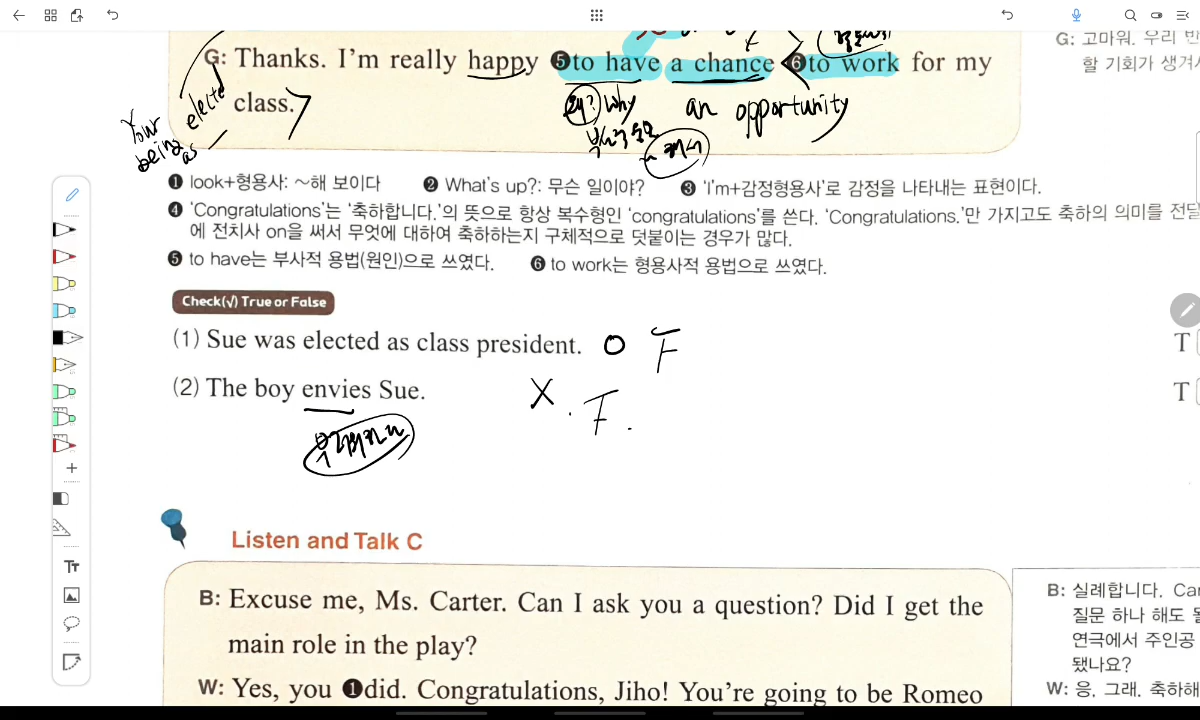 G: Thanks. I'm really happy ❺to have a chance ❻to work for my
class.
why
an opportunity
Your
being elected
as
G: 고마워. 우리 반
할 기회가 생겨서
❶ look+형용사: ～해 보이다 ❷ What's up?: 무슨 일이야? ❸ 'I'm+감정형용사'로 감정을 나타내는 표현이다.
❹ 'Congratulations'는 '축하합니다.'의 뜻으로 항상 복수형인 'congratulations'를 쓴다. 'Congratulations.'만 가지고도 축하의 의미를 전달
에 전치사 on을 써서 무엇에 대하여 축하하는지 구체적으로 덧붙이는 경우가 많다.
❺ to have는 부사적 용법(원인)으로 쓰였다. ❻ to work는 형용사적 용법으로 쓰였다.
Check(√) True or False
(1) Sue was elected as class president. O F
T
(2) The boy envies Sue. X. F.
T
Listen and Talk C
B: Excuse me, Ms. Carter. Can I ask you a question? Did I get the
main role in the play?
W: Yes, you ❶did. Congratulations, Jiho! You're going to be Romeo
B: 실례합니다. Car
질문 하나 해도 될
연극에서 주인공
됐나요?
W: 응, 그래. 축하해
Tт